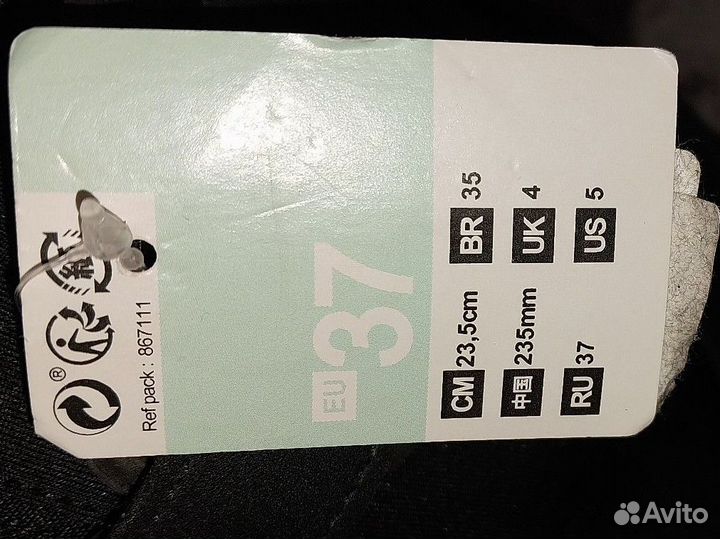 EU 37
CM 23,5cm BR 35
中国 235mm UK 4
RU 37 US 5
Ref pack : 867111
®
紙
Avito